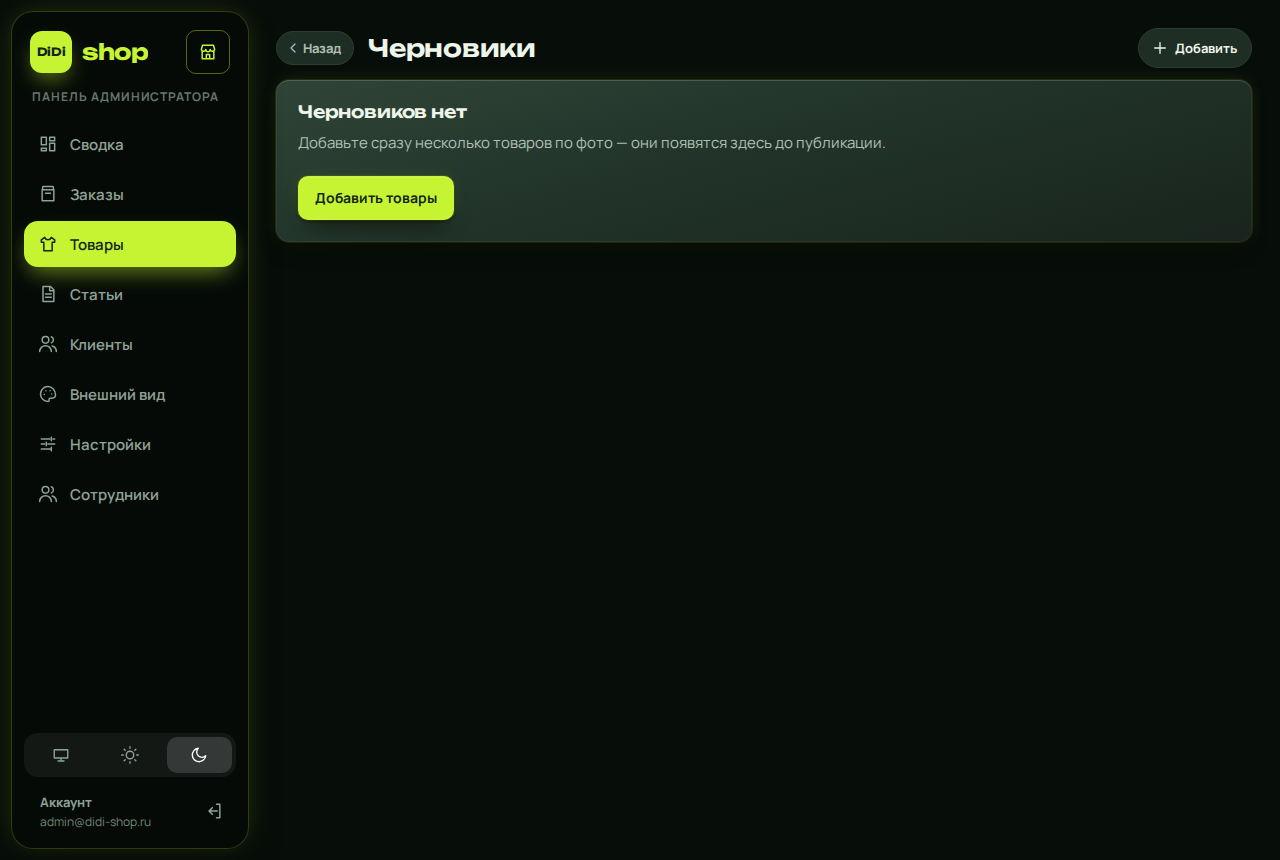 DiDi shop
ПАНЕЛЬ АДМИНИСТРАТОРА
Сводка
Заказы
Товары
Статьи
Клиенты
Внешний вид
Настройки
Сотрудники
Аккаунт
admin@didi-shop.ru
Назад
Черновики
Добавить
Черновиков нет
Добавьте сразу несколько товаров по фото — они появятся здесь до публикации.
Добавить товары